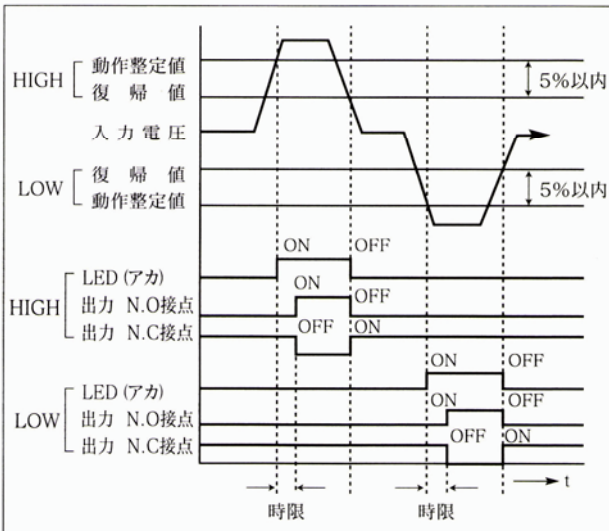 HIGH
動作整定値
復帰値
5%以内
入力電圧
LOW
復帰値
動作整定値
5%以内
ON OFF
HIGH
LED (アカ)
ON
出力 N.O接点
OFF
出力 N.C接点
OFF ON
ON OFF
LOW
LED (アカ)
ON OFF
出力 N.O接点
出力 N.C接点
OFF ON
t
時限 時限